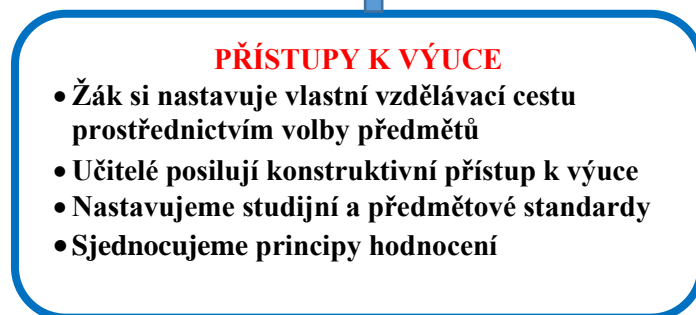 PŘÍSTUPY K VÝUCE
• Žák si nastavuje vlastní vzdělávací cestu
prostřednictvím volby předmětů
• Učitelé posilují konstruktivní přístup k výuce
• Nastavujeme studijní a předmětové standardy
• Sjednocujeme principy hodnocení